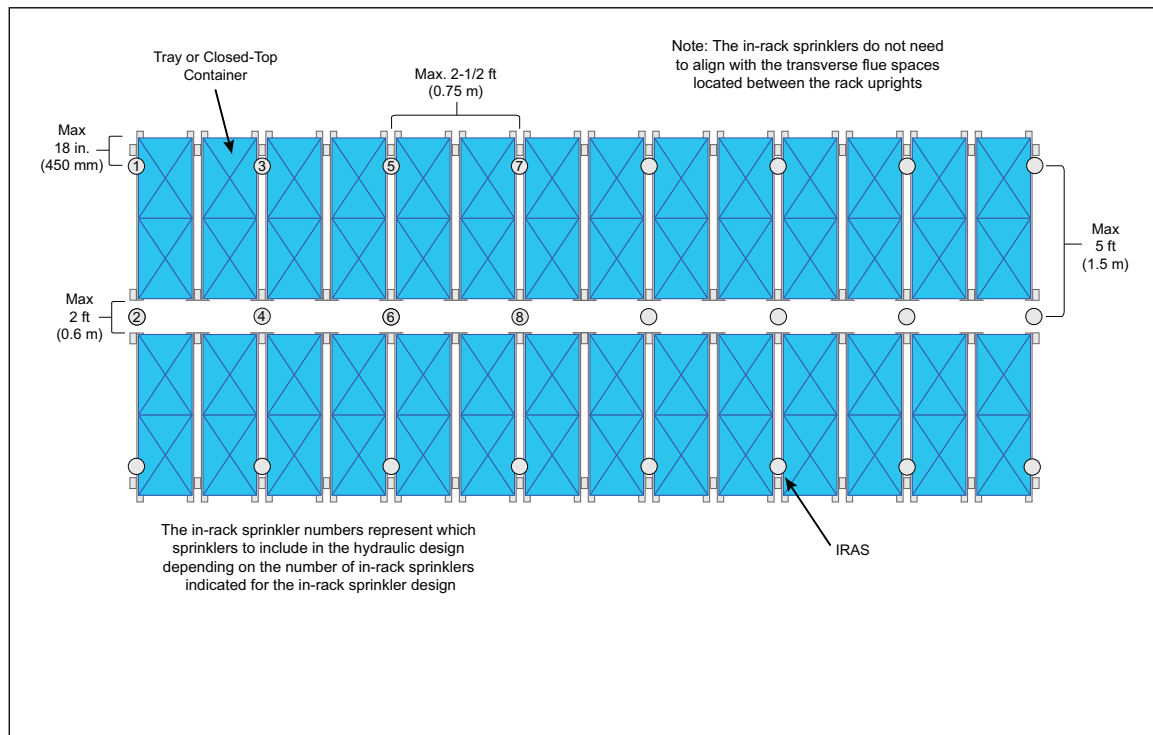 Tray or Closed-Top
Container
Max. 2-1/2 ft
(0.75 m)
Note: The in-rack sprinklers do not need
to align with the transverse flue spaces
located between the rack uprights
Max
18 in.
(450 mm)
1
3
5
7
Max
5 ft
(1.5 m)
Max
2 ft
(0.6 m)
2
4
6
8
The in-rack sprinkler numbers represent which
sprinklers to include in the hydraulic design
depending on the number of in-rack sprinklers
indicated for the in-rack sprinkler design
IRAS